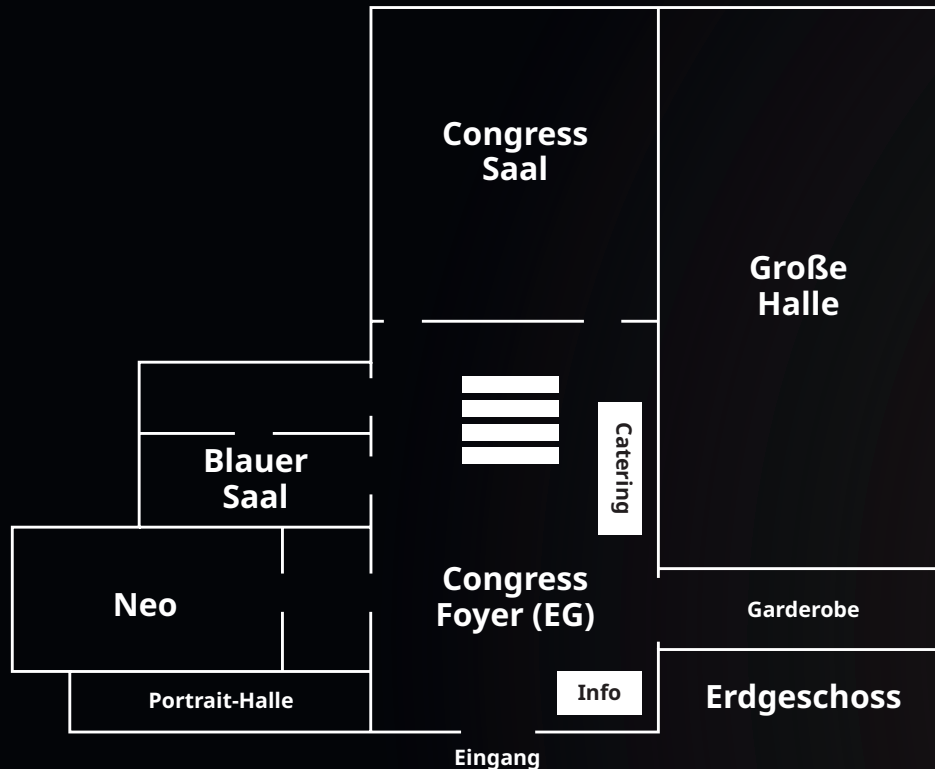 Congress
Saal
Große
Halle
Catering
Blauer
Saal
Neo
Congress
Foyer (EG)
Garderobe
Portrait-Halle
Info
Erdgeschoss
Eingang